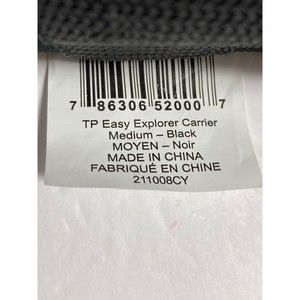 7 86306 52000 7
TP Easy Explorer Carrier
Medium – Black
MOYEN – Noir
MADE IN CHINA
FABRIQUÉ EN CHINE
211008CY